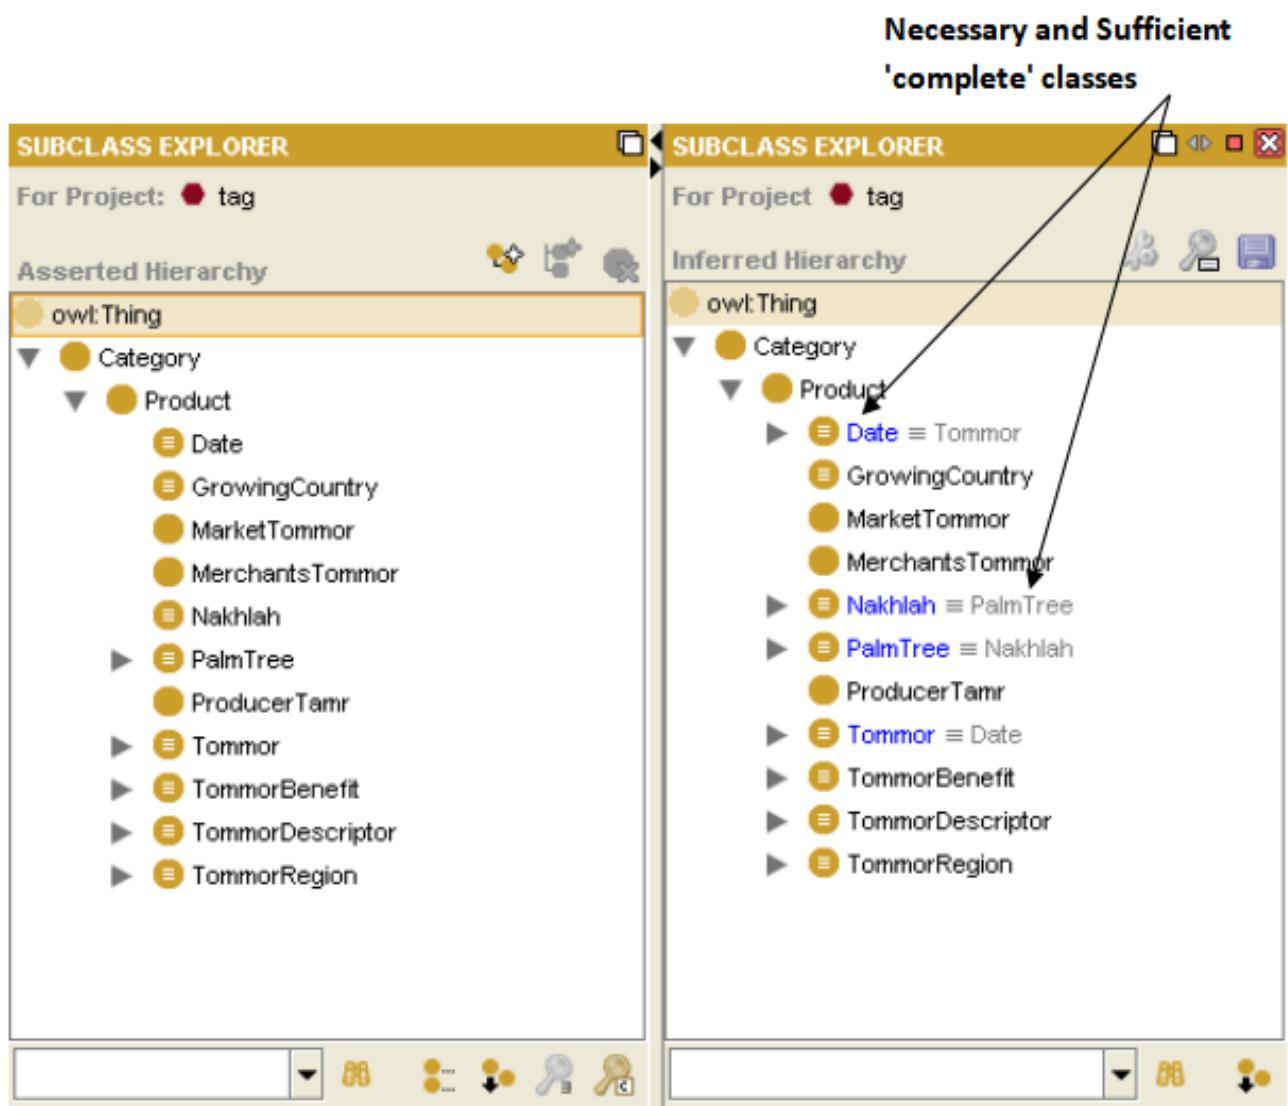 Necessary and Sufficient
'complete' classes
SUBCLASS EXPLORER
For Project: tag
Asserted Hierarchy
owl:Thing
Category
Product
Date
GrowingCountry
MarketTommor
MerchantsTommor
Nakhlah
PalmTree
ProducerTamr
Tommor
TommorBenefit
TommorDescriptor
TommorRegion
SUBCLASS EXPLORER
For Project tag
Inferred Hierarchy
owl:Thing
Category
Product
Date ≡ Tommor
GrowingCountry
MarketTommor
MerchantsTommor
Nakhlah ≡ PalmTree
PalmTree ≡ Nakhlah
ProducerTamr
Tommor ≡ Date
TommorBenefit
TommorDescriptor
TommorRegion